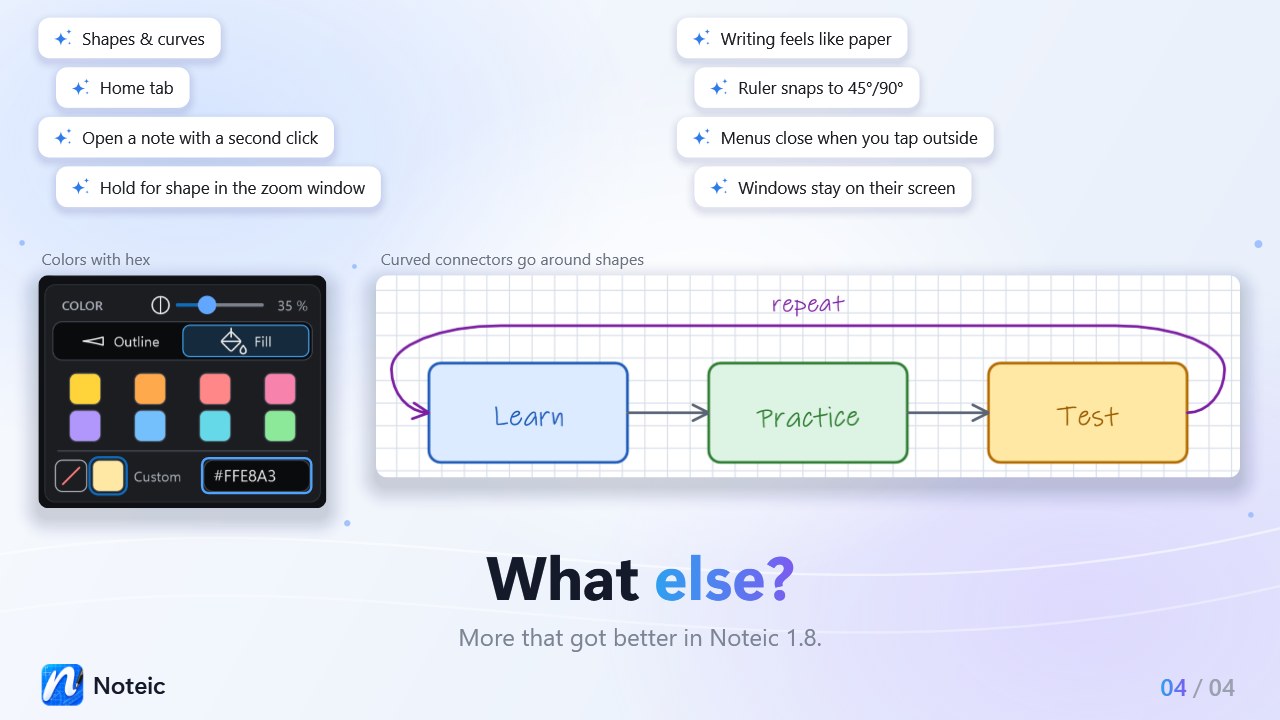 Shapes & curves
Home tab
Open a note with a second click
Hold for shape in the zoom window
Writing feels like paper
Ruler snaps to 45°/90°
Menus close when you tap outside
Windows stay on their screen
Colors with hex
COLOR 35 %
Outline Fill
Custom #FFE8A3
Curved connectors go around shapes
repeat
Learn Practice Test
What else?
More that got better in Noteic 1.8.
n Noteic
04 / 04